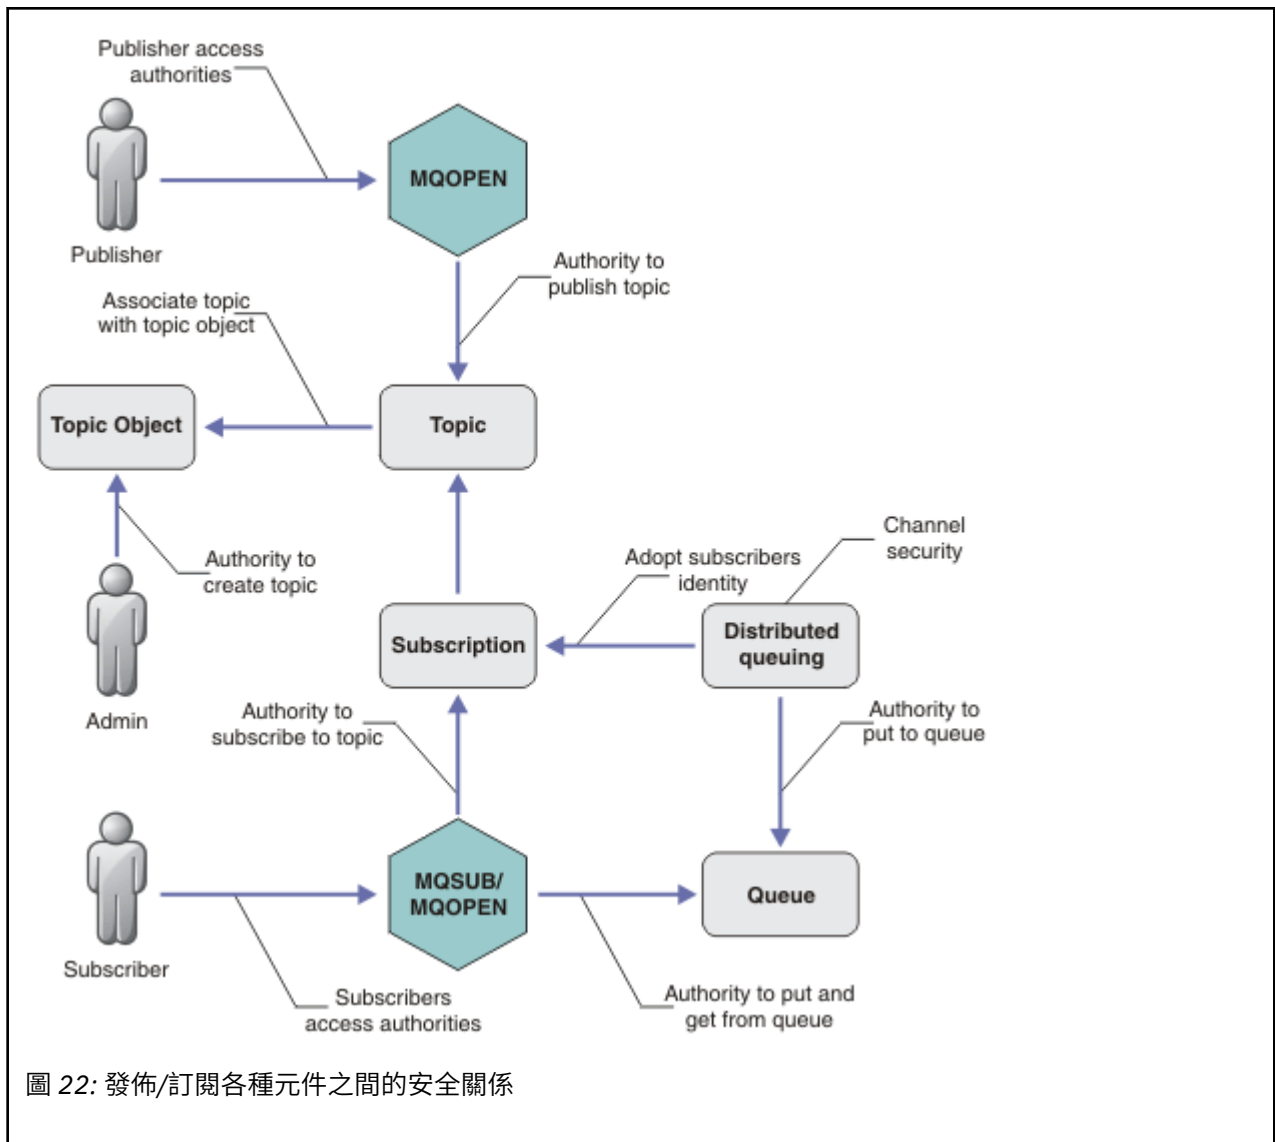 Publisher access
authorities
MQOPEN
Publisher
Authority to
publish topic
Associate topic
with topic object
Topic Object
Topic
Channel
security
Authority to
create topic
Adopt subscribers
identity
Subscription
Distributed
queuing
Admin
Authority to
subscribe to topic
Authority to
put to queue
MQSUB/
MQOPEN
Queue
Subscriber
Subscribers
access authorities
Authority to put and
get from queue
圖 22: 發佈/訂閱各種元件之間的安全關係